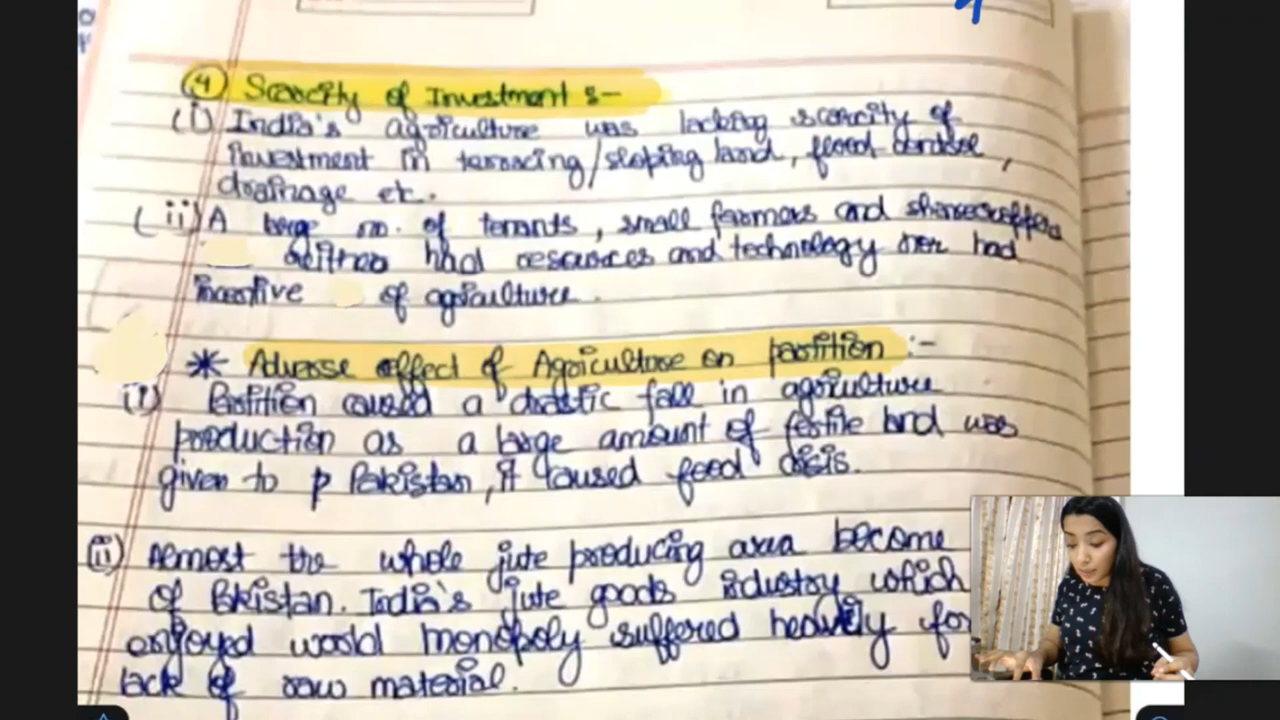 (4) Scarcity of Investment :-
(i) India's agriculture was lacking scarcity of
investment in terracing/sloping land, flood control,
drainage etc.
(ii) A large no. of tenants, small farmers and sharecroppers
neither had resources and technology nor had
incentive of agriculture.
* Adverse effect of Agriculture on partition :-
(i) Partition caused a drastic fall in agriculture
production as a large amount of fertile land was
given to p Pakistan, it caused food crisis.
(ii) Almost the whole jute producing area become
of Pakistan. India's jute goods industry which
enjoyed world monopoly suffered heavily for
lack of raw material.